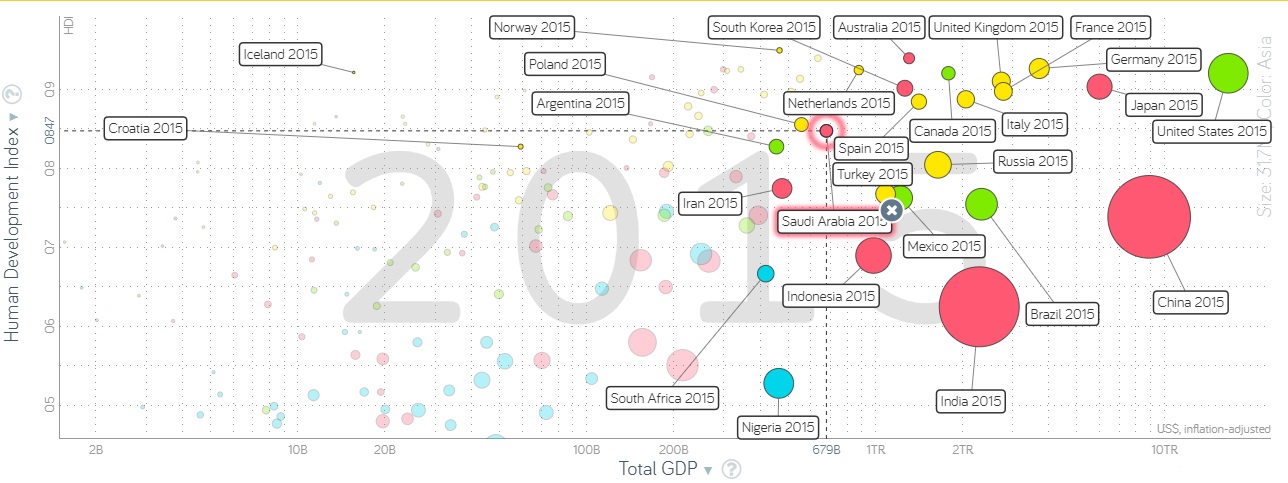 HDI
Norway 2015
South Korea 2015
Australia 2015
United Kingdom 2015
France 2015
Iceland 2015
Poland 2015
Germany 2015
Human Development Index ▼ ?
0.9
Argentina 2015
Netherlands 2015
Japan 2015
0.847
Croatia 2015
Canada 2015
Italy 2015
United States 2015
Spain 2015
0.8
Russia 2015
Turkey 2015
Iran 2015
Saudi Arabia 2015
2015
0.7
Mexico 2015
Indonesia 2015
China 2015
Brazil 2015
0.6
South Africa 2015
India 2015
0.5
Nigeria 2015
US$, inflation-adjusted
2B 10B 20B 100B 200B 679B 1TR 2TR 10TR
Total GDP ▼ ?
Color: Asia